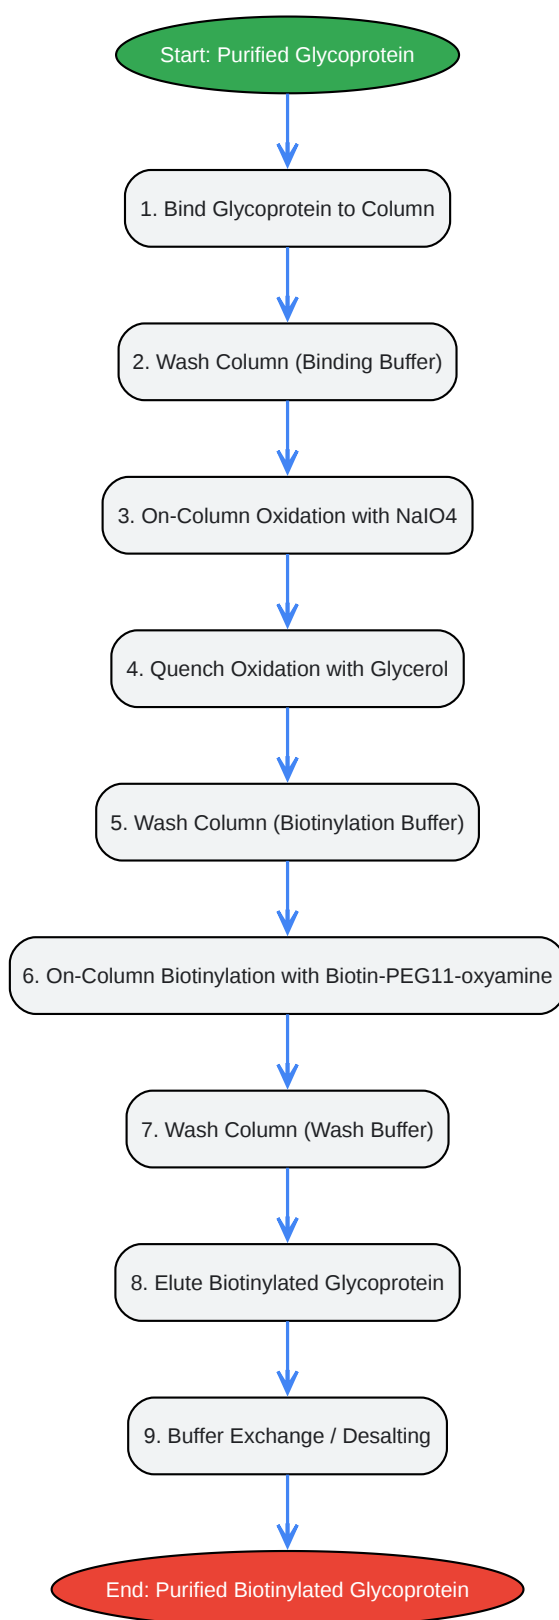 Start: Purified Glycoprotein
1. Bind Glycoprotein to Column
2. Wash Column (Binding Buffer)
3. On-Column Oxidation with NaIO4
4. Quench Oxidation with Glycerol
5. Wash Column (Biotinylation Buffer)
6. On-Column Biotinylation with Biotin-PEG11-oxyamine
7. Wash Column (Wash Buffer)
8. Elute Biotinylated Glycoprotein
9. Buffer Exchange / Desalting
End: Purified Biotinylated Glycoprotein